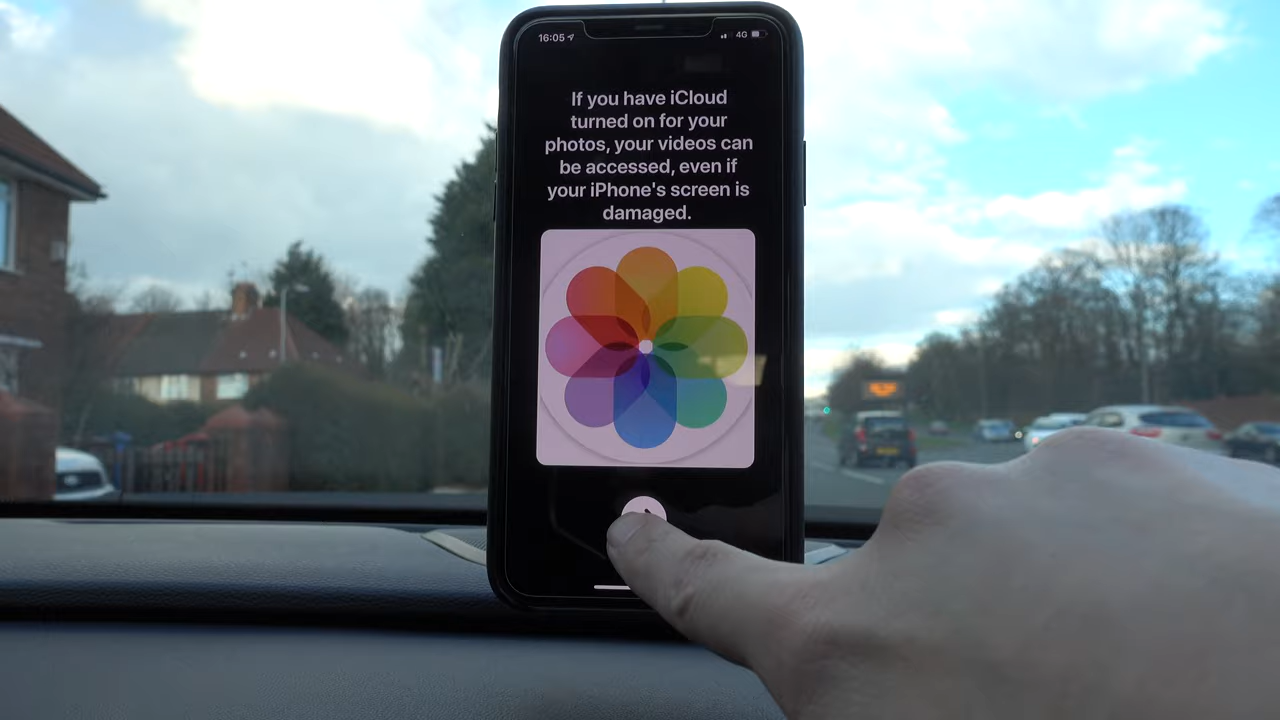 16:05
4G
If you have iCloud
turned on for your
photos, your videos can
be accessed, even if
your iPhone's screen is
damaged.